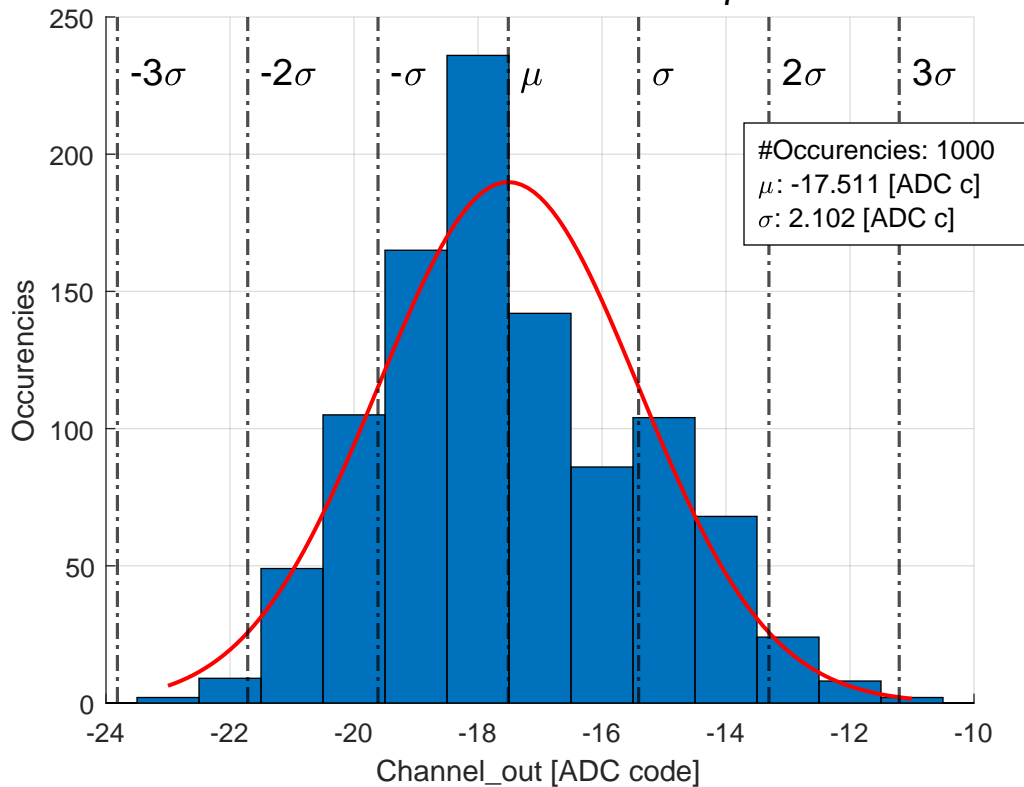 250
-3σ
-2σ
-σ
μ
σ
2σ
3σ
#Occurencies: 1000
μ: -17.511 [ADC c]
σ: 2.102 [ADC c]
200
150
100
50
0
Occurencies
-24
-22
-20
-18
-16
-14
-12
-10
Channel_out [ADC code]